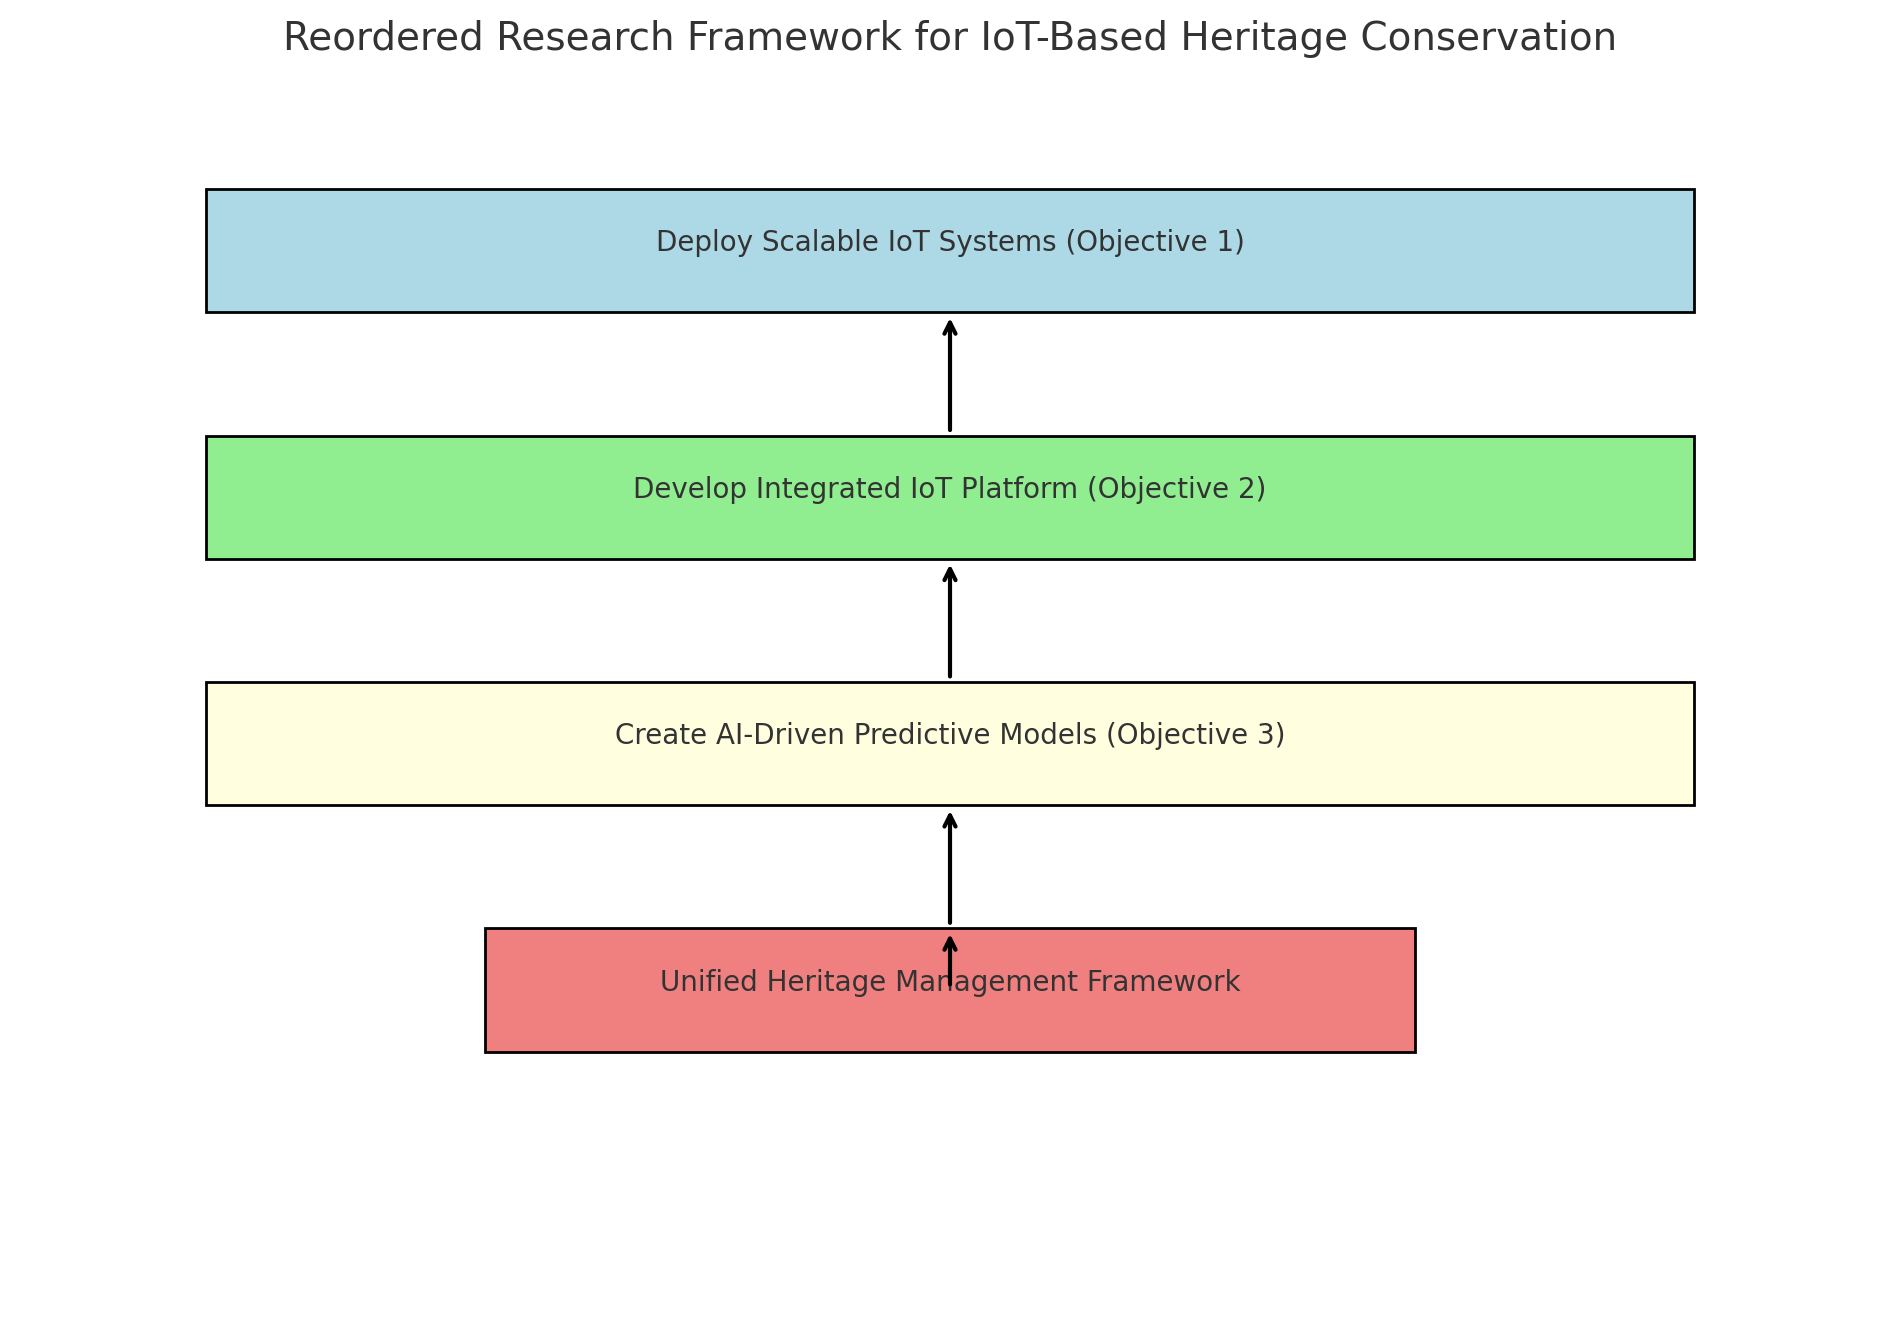 Reordered Research Framework for IoT-Based Heritage Conservation
Deploy Scalable IoT Systems (Objective 1)
Develop Integrated IoT Platform (Objective 2)
Create AI-Driven Predictive Models (Objective 3)
Unified Heritage Management Framework